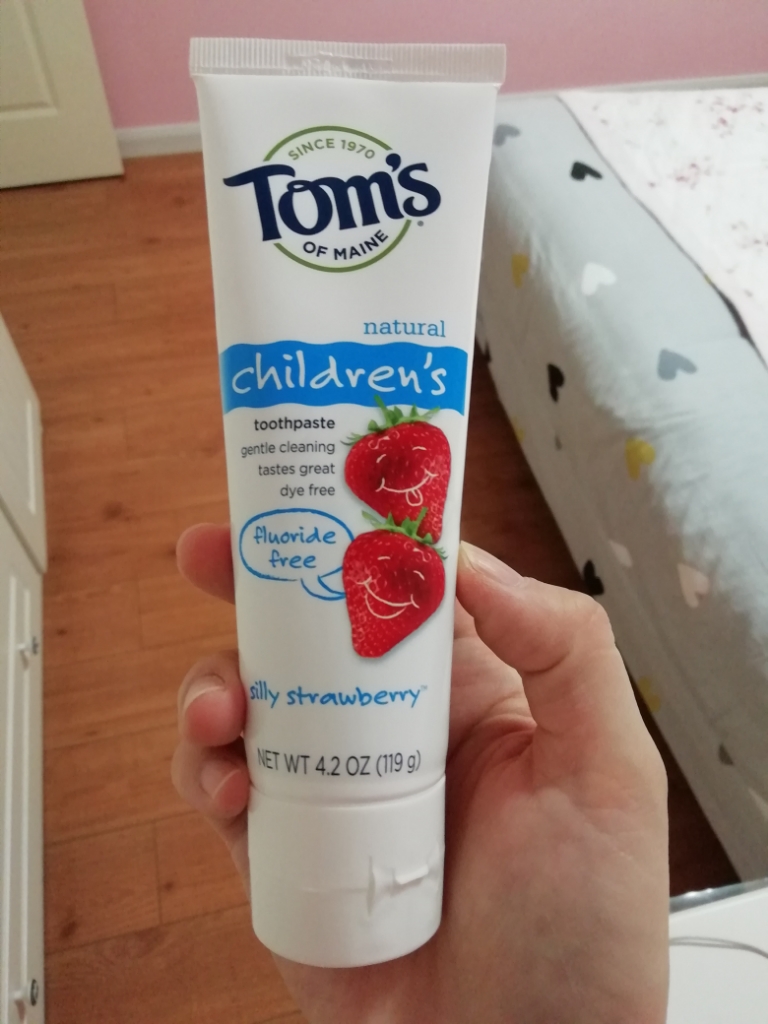 SINCE 1970
Tom's
OF MAINE
natural
children's
toothpaste
gentle cleaning
tastes great
dye free
fluoride
free
silly strawberry™
NET WT 4.2 OZ (119 g)